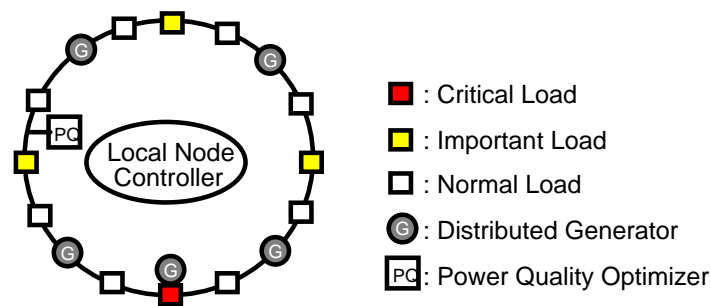 G
G
PQ
Local Node
Controller
G
G
G
: Critical Load
: Important Load
: Normal Load
G : Distributed Generator
PQ : Power Quality Optimizer